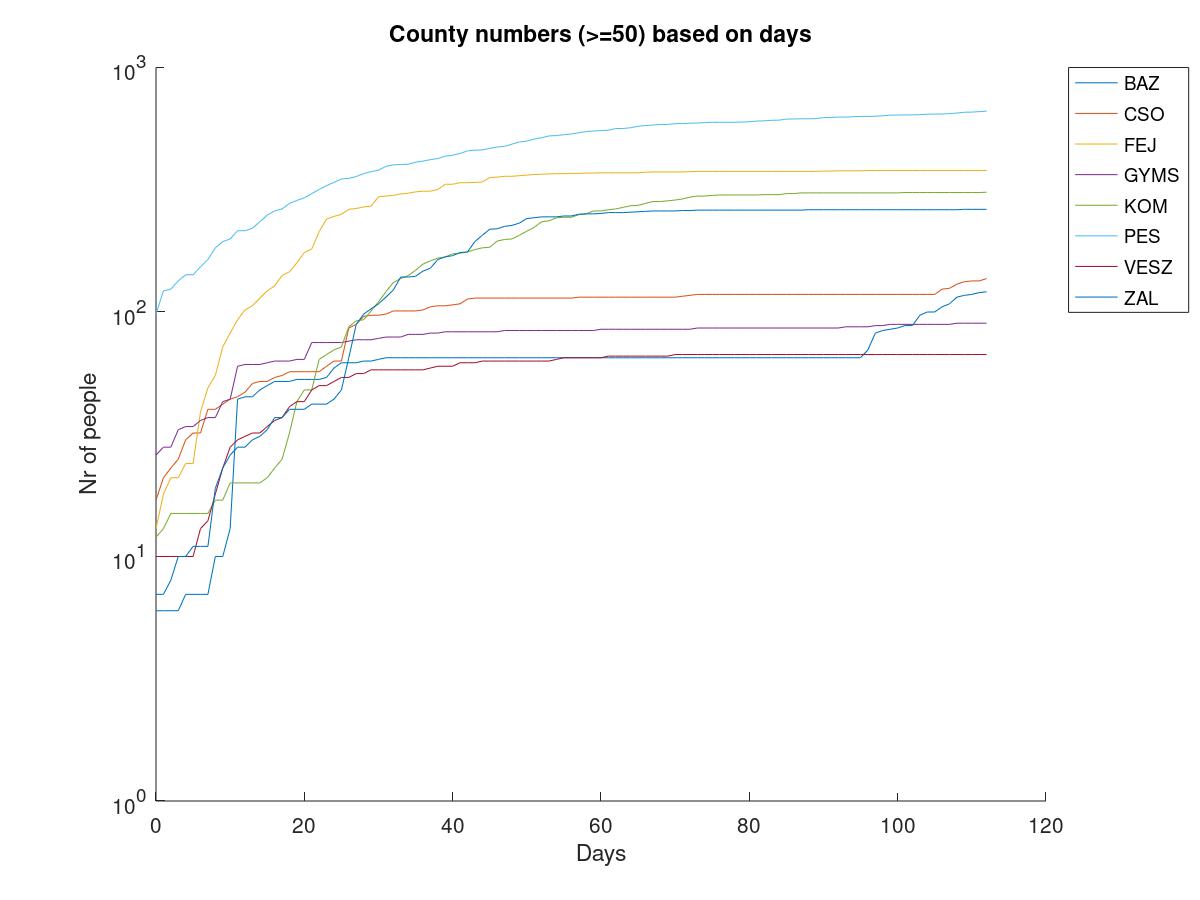 County numbers (>=50) based on days
10^3
10^2
10^1
10^0
Nr of people
0 20 40 60 80 100 120
Days
BAZ
CSO
FEJ
GYMS
KOM
PES
VESZ
ZAL